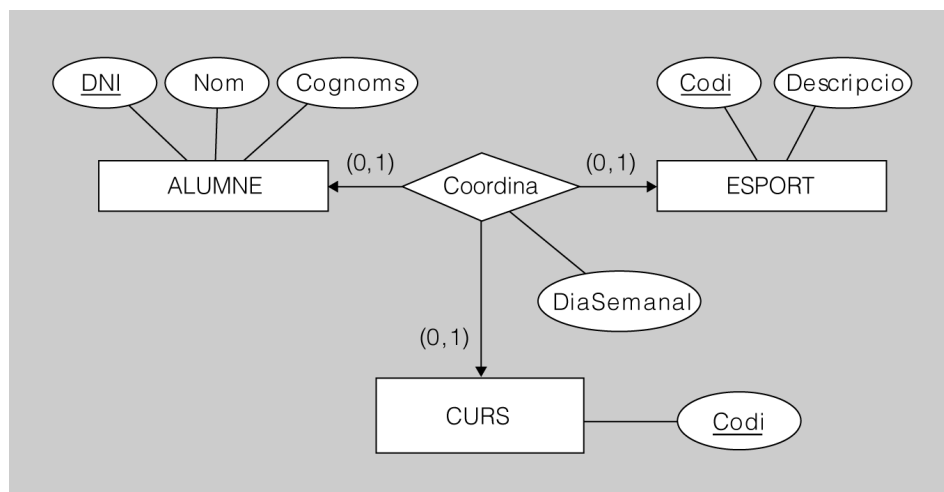 DNI
Nom
Cognoms
Codi
Descripcio
(0,1)
(0,1)
ALUMNE
Coordina
ESPORT
DiaSemanal
(0,1)
CURS
Codi